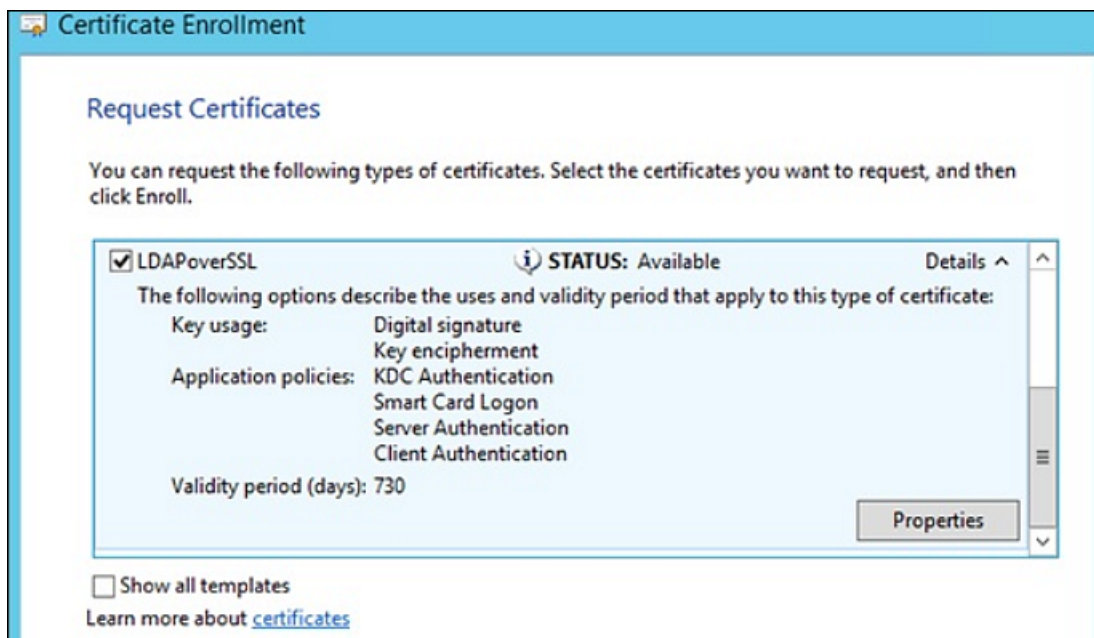 Certificate Enrollment
Request Certificates
You can request the following types of certificates. Select the certificates you want to request, and then
click Enroll.
LDAPoverSSL STATUS: Available Details
The following options describe the uses and validity period that apply to this type of certificate:
Key usage: Digital signature
Key encipherment
Application policies: KDC Authentication
Smart Card Logon
Server Authentication
Client Authentication
Validity period (days): 730
Properties
Show all templates
Learn more about certificates